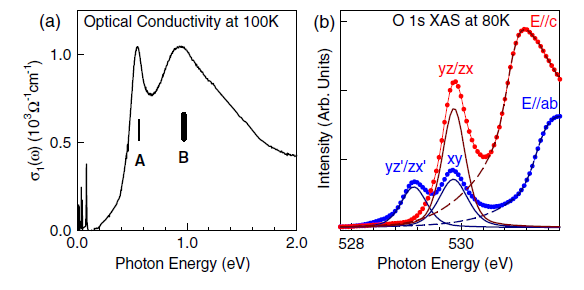 (a)
Optical Conductivity at 100K
σ₁(ω) (10³Ω⁻¹cm⁻¹)
1.0
0.5
0.0
A
B
0.0
1.0
2.0
Photon Energy (eV)
(b)
O 1s XAS at 80K
E//c
yz/zx
E//ab
yz'/zx'
xy
Intensity (Arb. Units)
528
530
Photon Energy (eV)